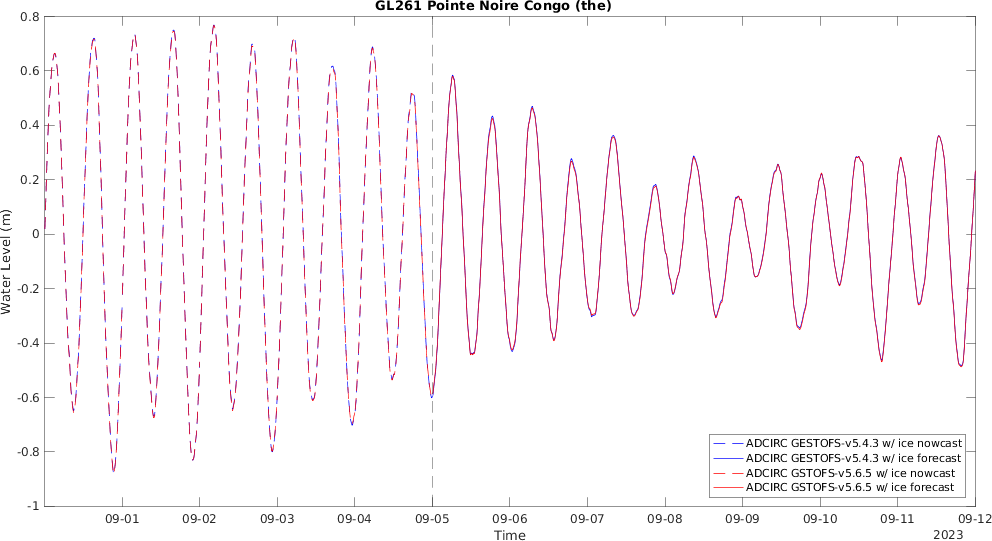 GL261 Pointe Noire Congo (the)
0.8
0.6
0.4
0.2
0
-0.2
-0.4
-0.6
-0.8
-1
Water Level (m)
09-01 09-02 09-03 09-04 09-05 09-06 09-07 09-08 09-09 09-10 09-11 09-12
Time
2023
ADCIRC GESTOFS-v5.4.3 w/ ice nowcast
ADCIRC GESTOFS-v5.4.3 w/ ice forecast
ADCIRC GSTOFS-v5.6.5 w/ ice nowcast
ADCIRC GSTOFS-v5.6.5 w/ ice forecast